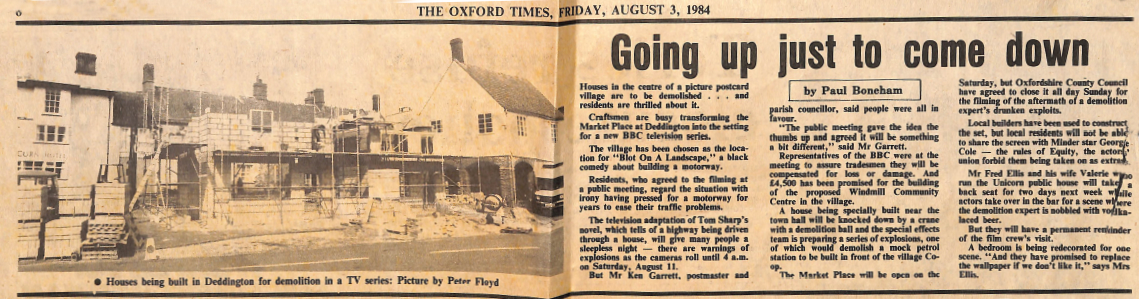 THE OXFORD TIMES, FRIDAY, AUGUST 3, 1984
Going up just to come down
by Paul Boneham
Houses in the centre of a picture postcard
village are to be demolished . . . and
residents are thrilled about it.
Craftsmen are busy transforming the
Market Place at Deddington into the setting
for a new BBC television series.
The village has been chosen as the loca-
tion for "Blot On A Landscape," a black
comedy about building a motorway.
Residents, who agreed to the filming at
a public meeting, regard the situation with
irony having pressed for a motorway for
years to ease their traffic problems.
The television adaptation of Tom Sharp's
novel, which tells of a highway being driven
through a house, will give many people a
sleepless night — there are warnings of
explosions as the cameras roll until 4 a.m.
on Saturday, August 11.
But Mr Ken Garrett, postmaster and
parish councillor, said people were all in
favour.
"The public meeting gave the idea the
thumbs up and agreed it will be something
a bit different," said Mr Garrett.
Representatives of the BBC were at the
meeting to assure tradesmen they will be
compensated for loss or damage. And
£4,500 has been promised for the building
of the proposed Windmill Community
Centre in the village.
A house being specially built near the
town hall will be knocked down by a crane
with a demolition ball and the special effects
team is preparing a series of explosions, one
of which would demolish a mock petrol
station to be built in front of the village Co-
op.
The Market Place will be open on the
Saturday, but Oxfordshire County Council
have agreed to close it all day Sunday for
the filming of the aftermath of a demolition
expert's drunken exploits.
Local builders have been used to construct
the set, but local residents will not be able
to share the screen with Minder star George
Cole — the rules of Equity, the actors'
union forbid them being taken on as extras.
Mr Fred Ellis and his wife Valerie who
run the Unicorn public house will take a
back seat for two days next week while
actors take over in the bar for a scene where
the demolition expert is nobbled with vodka-
laced beer.
But they will have a permanent reminder
of the film crew's visit.
A bedroom is being redecorated for one
scene. "And they have promised to replace
the wallpaper if we don't like it," says Mrs
Ellis.
● Houses being built in Deddington for demolition in a TV series: Picture by Peter Floyd